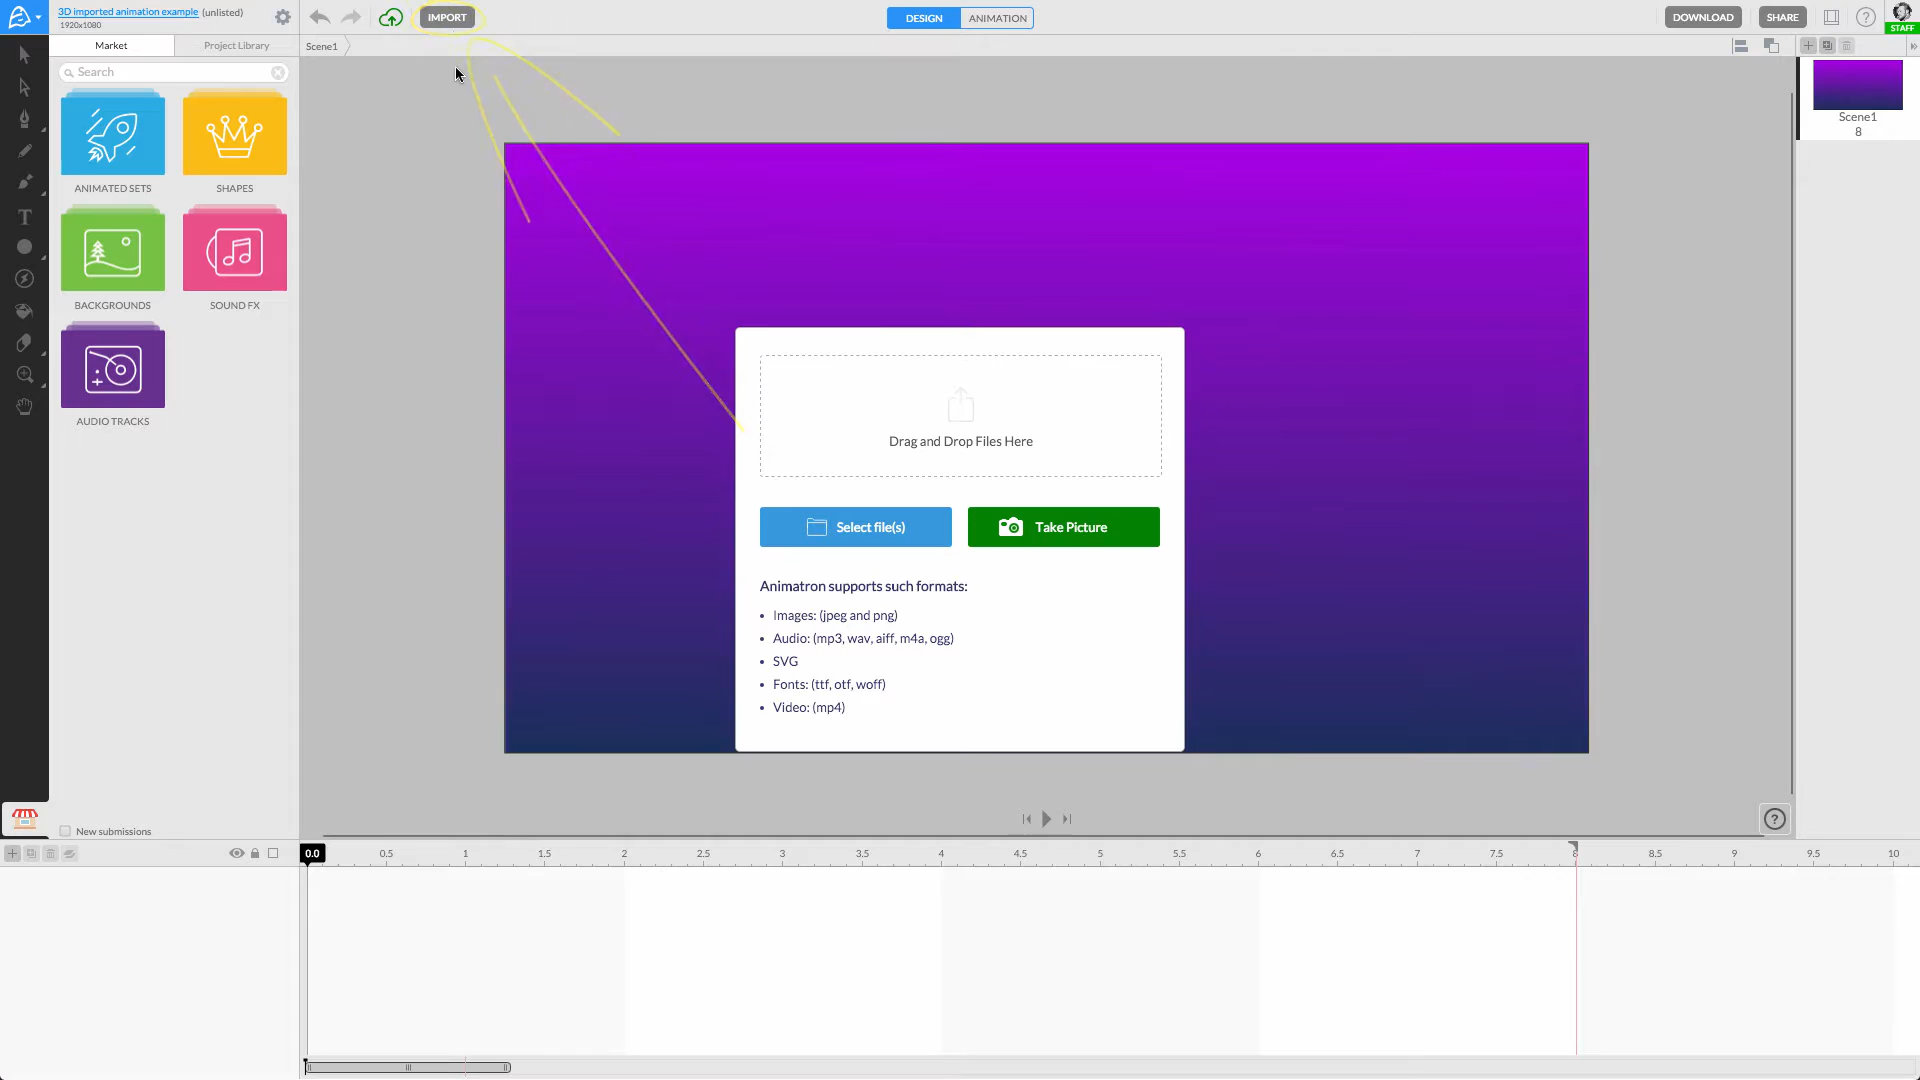 3D imported animation example (unlisted)
1920x1080
IMPORT
DESIGN
ANIMATION
DOWNLOAD
SHARE
?
STAFF
Market
Project Library
Scene1
Search
ANIMATED SETS
SHAPES
BACKGROUNDS
SOUND FX
AUDIO TRACKS
T
Scene1
8
Drag and Drop Files Here
Select file(s)
Take Picture
Animatron supports such formats:
• Images: (jpeg and png)
• Audio: (mp3, wav, aiff, m4a, ogg)
• SVG
• Fonts: (ttf, otf, woff)
• Video: (mp4)
?
New submissions
0.0 0.5 1 1.5 2 2.5 3 3.5 4 4.5 5 5.5 6 6.5 7 7.5 8 8.5 9 9.5 10